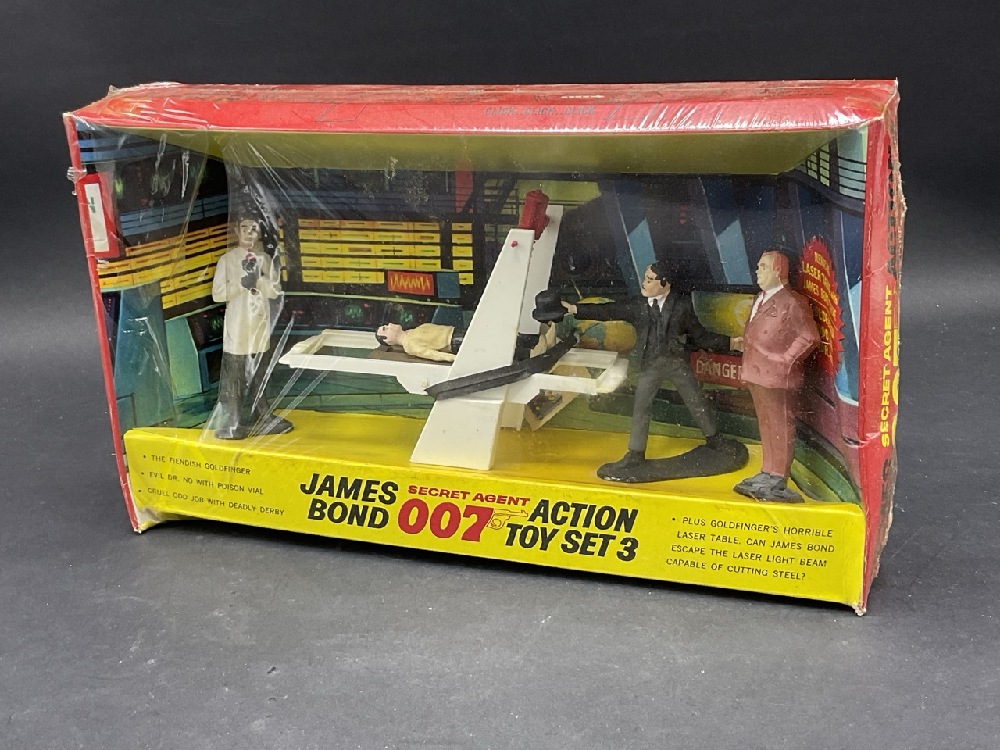 • THE FIENDISH GOLDFINGER
• EVIL DR. NO WITH POISON VIAL
• CRUEL ODD JOB WITH DEADLY DERBY
JAMES BOND
SECRET AGENT
007
ACTION
TOY SET 3
• PLUS GOLDFINGER'S HORRIBLE
LASER TABLE, CAN JAMES BOND
ESCAPE THE LASER LIGHT BEAM
CAPABLE OF CUTTING STEEL?
DANGER
LASER
JAMES
SECRET AGENT